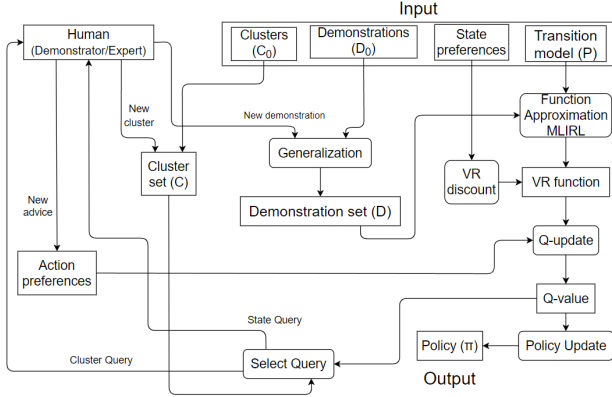 Input
Human
(Demonstrator/Expert)
Clusters
(C₀)
Demonstrations
(D₀)
State
preferences
Transition
model (P)
New
cluster
New demonstration
Function
Approximation
MLIRL
Generalization
Cluster
set (C)
VR
discount
VR function
New
advice
Demonstration set (D)
Q-update
Action
preferences
Q-value
State Query
Cluster Query
Select Query
Policy (π)
Policy Update
Output